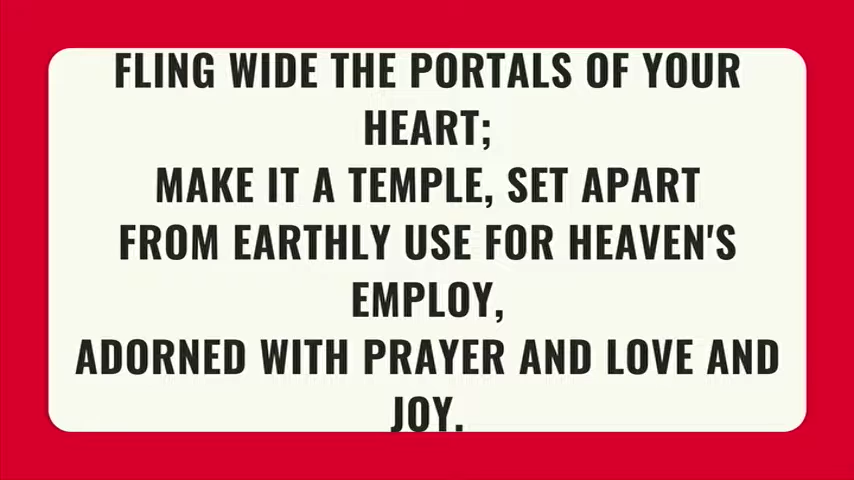 FLING WIDE THE PORTALS OF YOUR
HEART;
MAKE IT A TEMPLE, SET APART
FROM EARTHLY USE FOR HEAVEN'S
EMPLOY,
ADORNED WITH PRAYER AND LOVE AND
JOY.